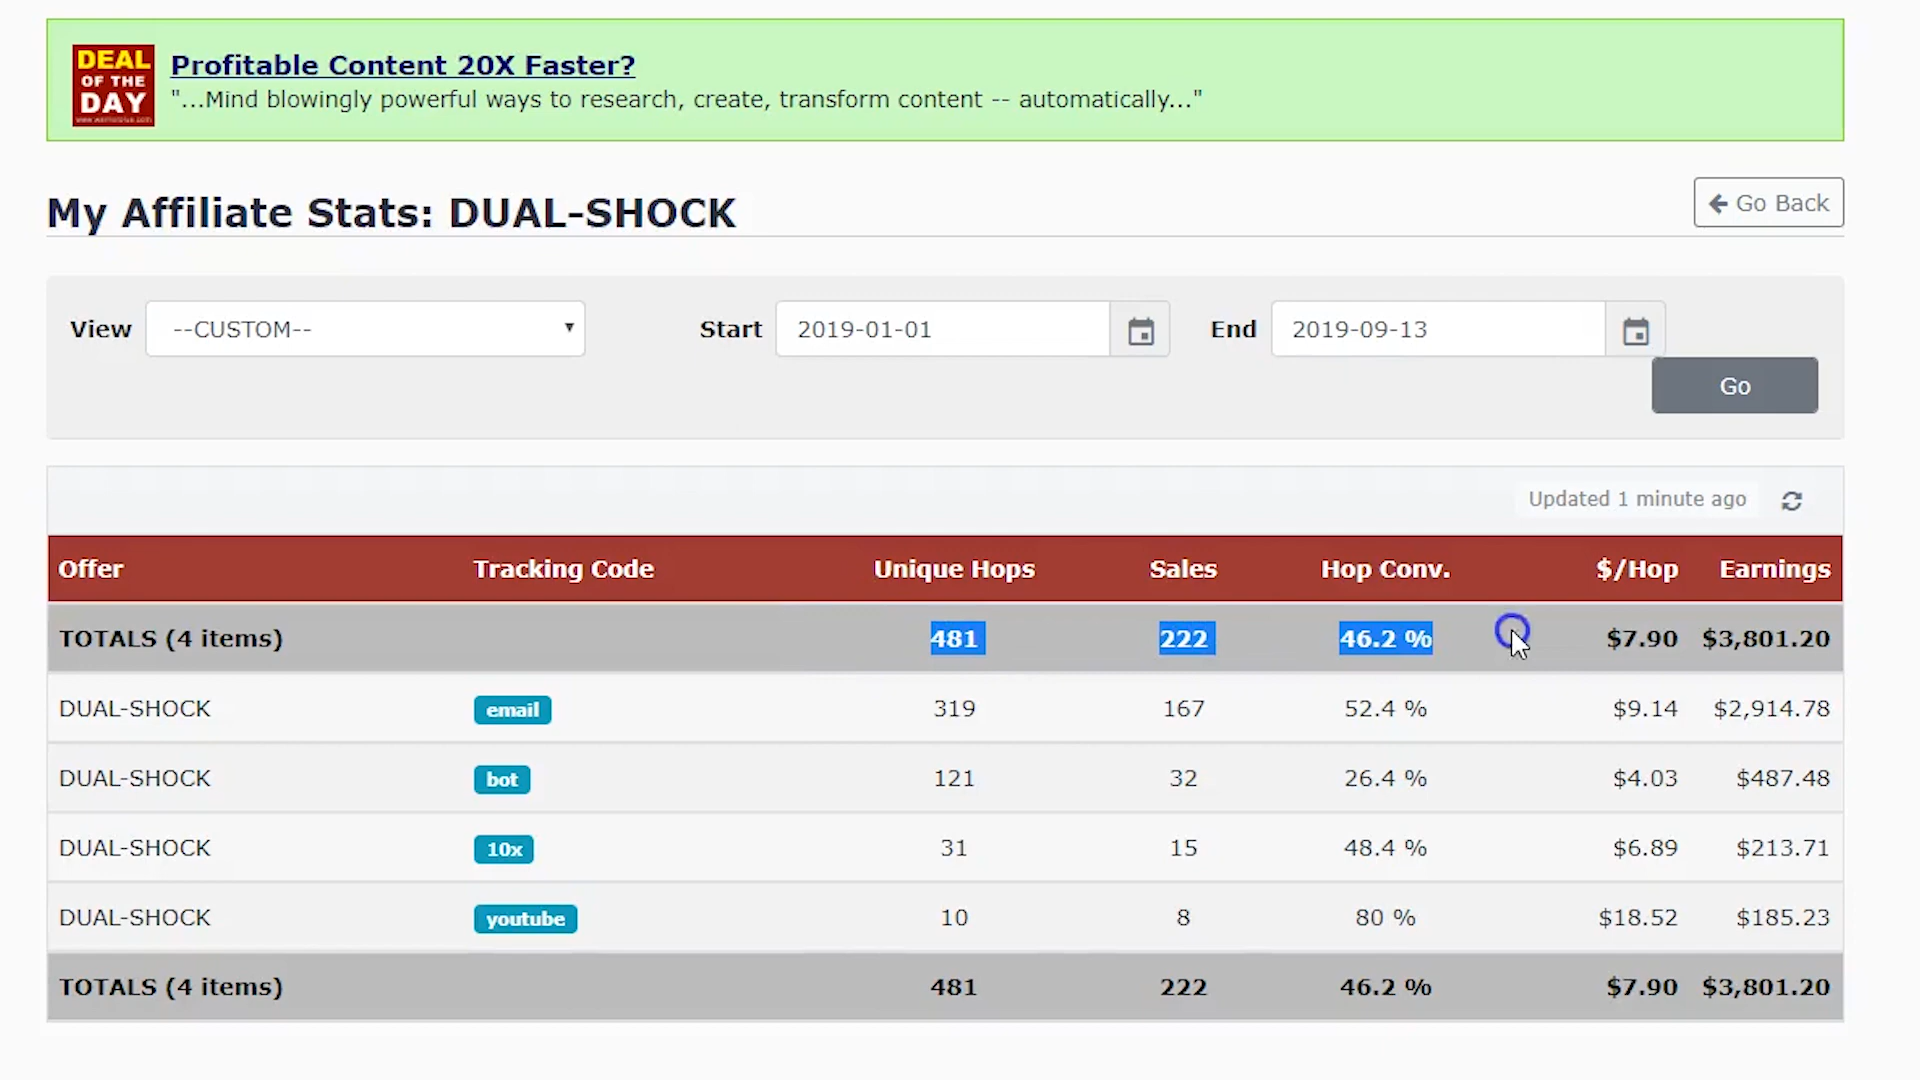 DEAL
OF THE
DAY
Profitable Content 20X Faster?
"...Mind blowingly powerful ways to research, create, transform content -- automatically..."
My Affiliate Stats: DUAL-SHOCK
Go Back
View --CUSTOM-- Start 2019-01-01 End 2019-09-13
Go
Updated 1 minute ago
Offer Tracking Code Unique Hops Sales Hop Conv. $/Hop Earnings
TOTALS (4 items) 481 222 46.2 % $7.90 $3,801.20
DUAL-SHOCK email 319 167 52.4 % $9.14 $2,914.78
DUAL-SHOCK bot 121 32 26.4 % $4.03 $487.48
DUAL-SHOCK 10x 31 15 48.4 % $6.89 $213.71
DUAL-SHOCK youtube 10 8 80 % $18.52 $185.23
TOTALS (4 items) 481 222 46.2 % $7.90 $3,801.20